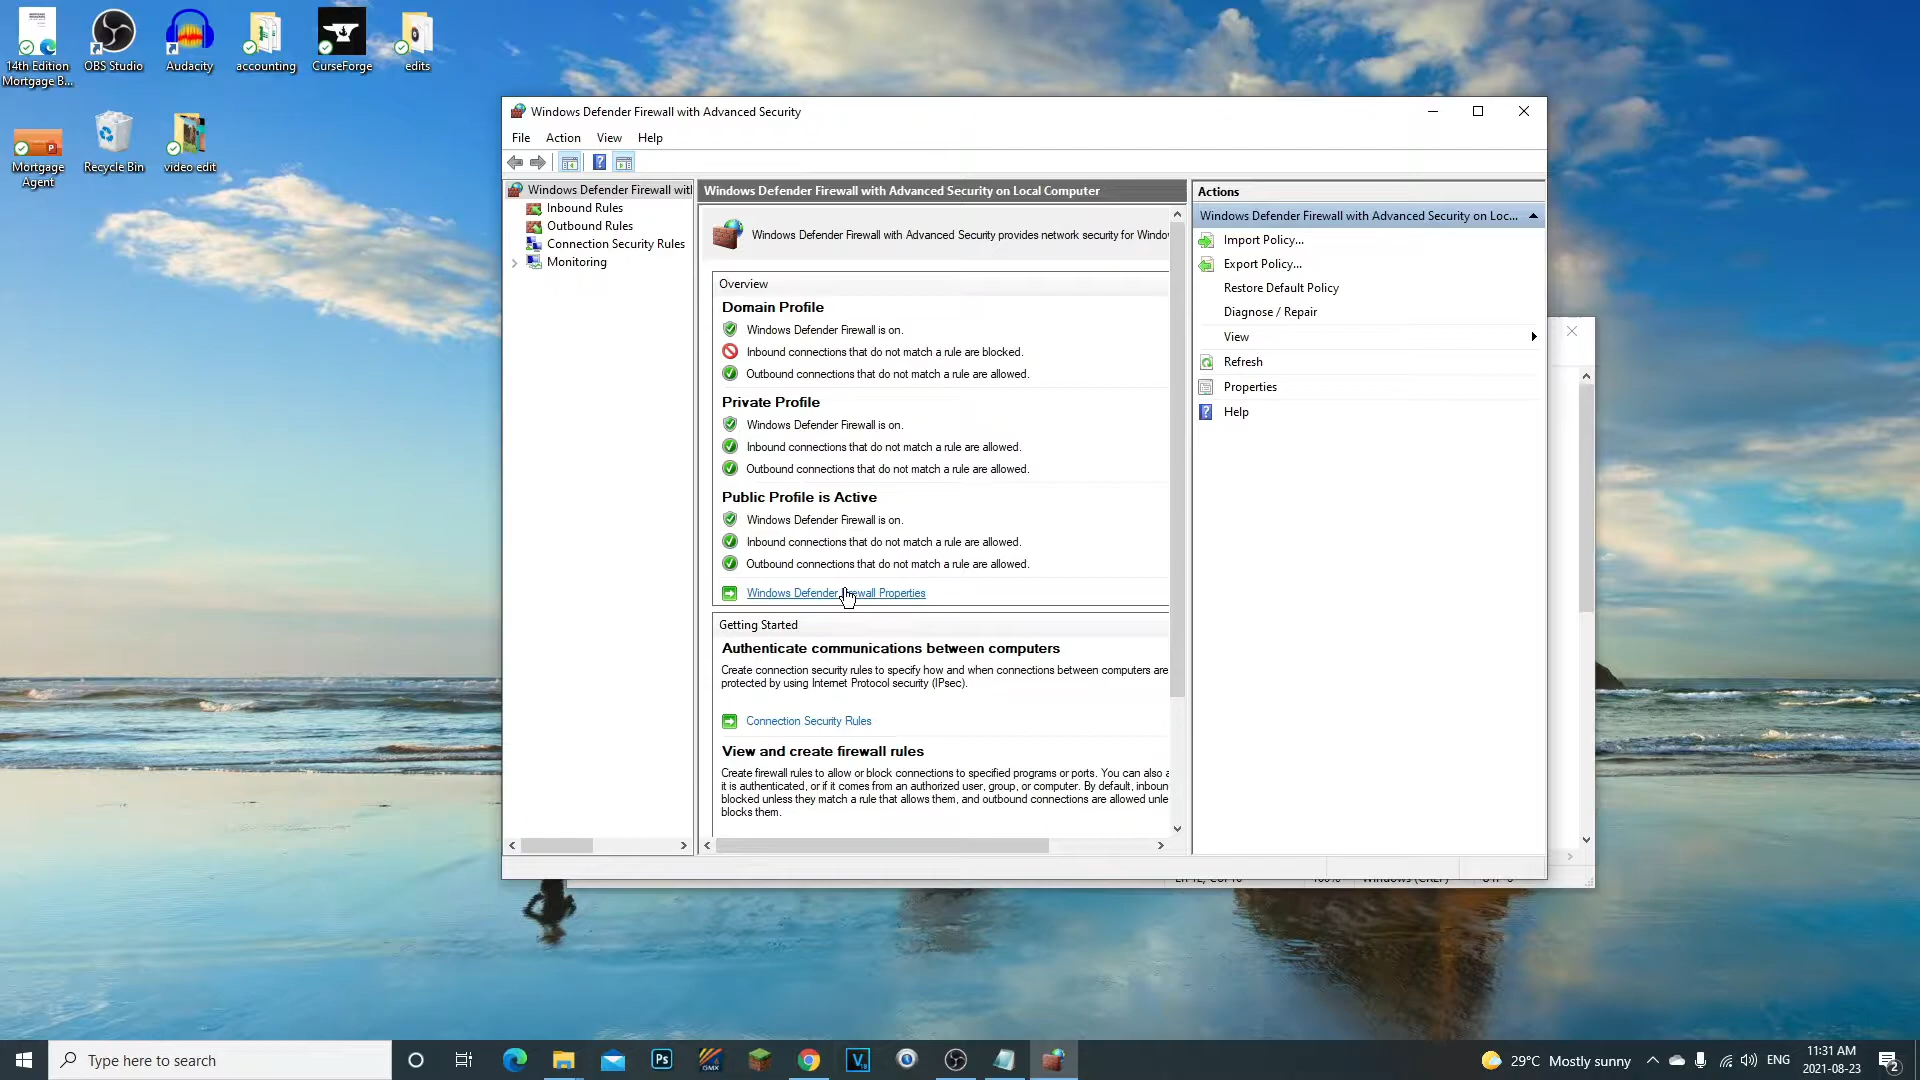 14th Edition
Mortgage B...
OBS Studio
Audacity
accounting
CurseForge
edits
Mortgage
Agent
Recycle Bin
video edit
Windows Defender Firewall with Advanced Security
File Action View Help
Windows Defender Firewall with
Inbound Rules
Outbound Rules
Connection Security Rules
Monitoring
Windows Defender Firewall with Advanced Security on Local Computer
Windows Defender Firewall with Advanced Security provides network security for Windo
Overview
Domain Profile
Windows Defender Firewall is on.
Inbound connections that do not match a rule are blocked.
Outbound connections that do not match a rule are allowed.
Private Profile
Windows Defender Firewall is on.
Inbound connections that do not match a rule are allowed.
Outbound connections that do not match a rule are allowed.
Public Profile is Active
Windows Defender Firewall is on.
Inbound connections that do not match a rule are allowed.
Outbound connections that do not match a rule are allowed.
Windows Defender Firewall Properties
Getting Started
Authenticate communications between computers
Create connection security rules to specify how and when connections between computers are
protected by using Internet Protocol security (IPsec).
Connection Security Rules
View and create firewall rules
Create firewall rules to allow or block connections to specified programs or ports. You can also a
it is authenticated, or if it comes from an authorized user, group, or computer. By default, inboun
blocked unless they match a rule that allows them, and outbound connections are allowed unle
blocks them.
Actions
Windows Defender Firewall with Advanced Security on Loc...
Import Policy...
Export Policy...
Restore Default Policy
Diagnose / Repair
View
Refresh
Properties
Help
Type here to search
Ps
GMX
V
29°C Mostly sunny
ENG
11:31 AM
2021-08-23
2